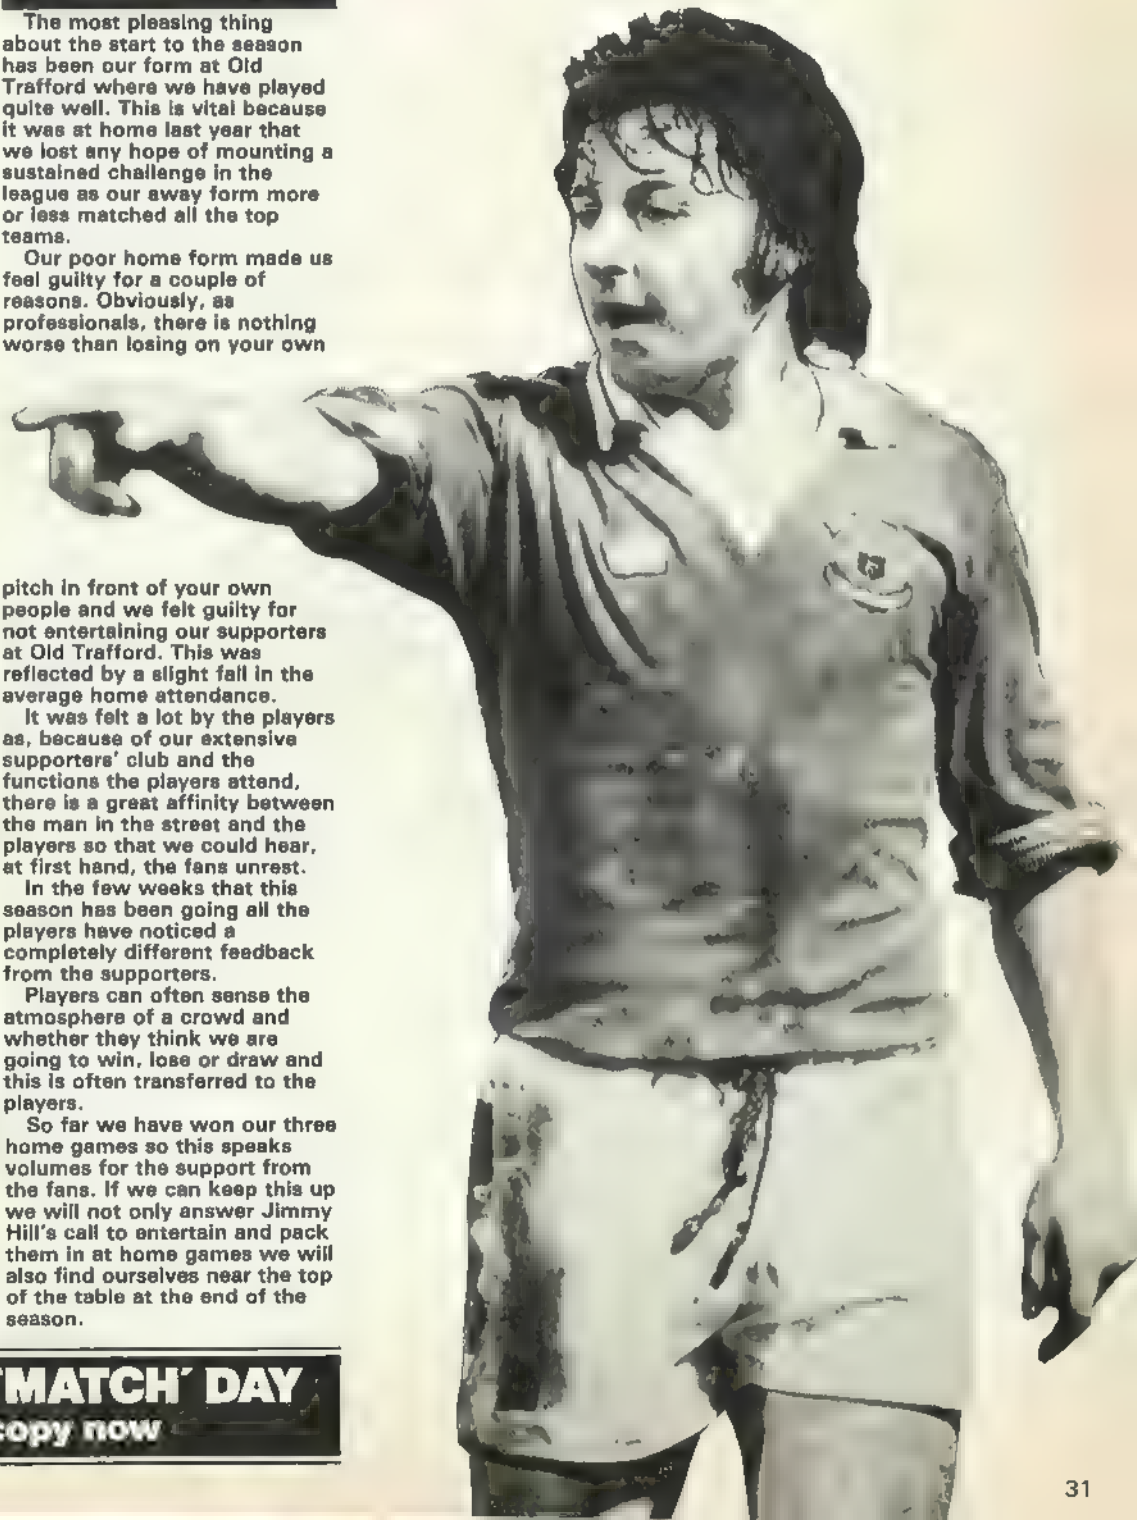 The most pleasing thing
about the start to the season
has been our form at Old
Trafford where we have played
quite well. This is vital because
it was at home last year that
we lost any hope of mounting a
sustained challenge in the
league as our away form more
or less matched all the top
teams.
Our poor home form made us
feel guilty for a couple of
reasons. Obviously, as
professionals, there is nothing
worse than losing on your own
pitch in front of your own
people and we felt guilty for
not entertaining our supporters
at Old Trafford. This was
reflected by a slight fall in the
average home attendance.
It was felt a lot by the players
as, because of our extensive
supporters' club and the
functions the players attend,
there is a great affinity between
the man in the street and the
players so that we could hear,
at first hand, the fans unrest.
In the few weeks that this
season has been going all the
players have noticed a
completely different feedback
from the supporters.
Players can often sense the
atmosphere of a crowd and
whether they think we are
going to win, lose or draw and
this is often transferred to the
players.
So far we have won our three
home games so this speaks
volumes for the support from
the fans. If we can keep this up
we will not only answer Jimmy
Hill's call to entertain and pack
them in at home games we will
also find ourselves near the top
of the table at the end of the
season.
'MATCH' DAY
copy now
31